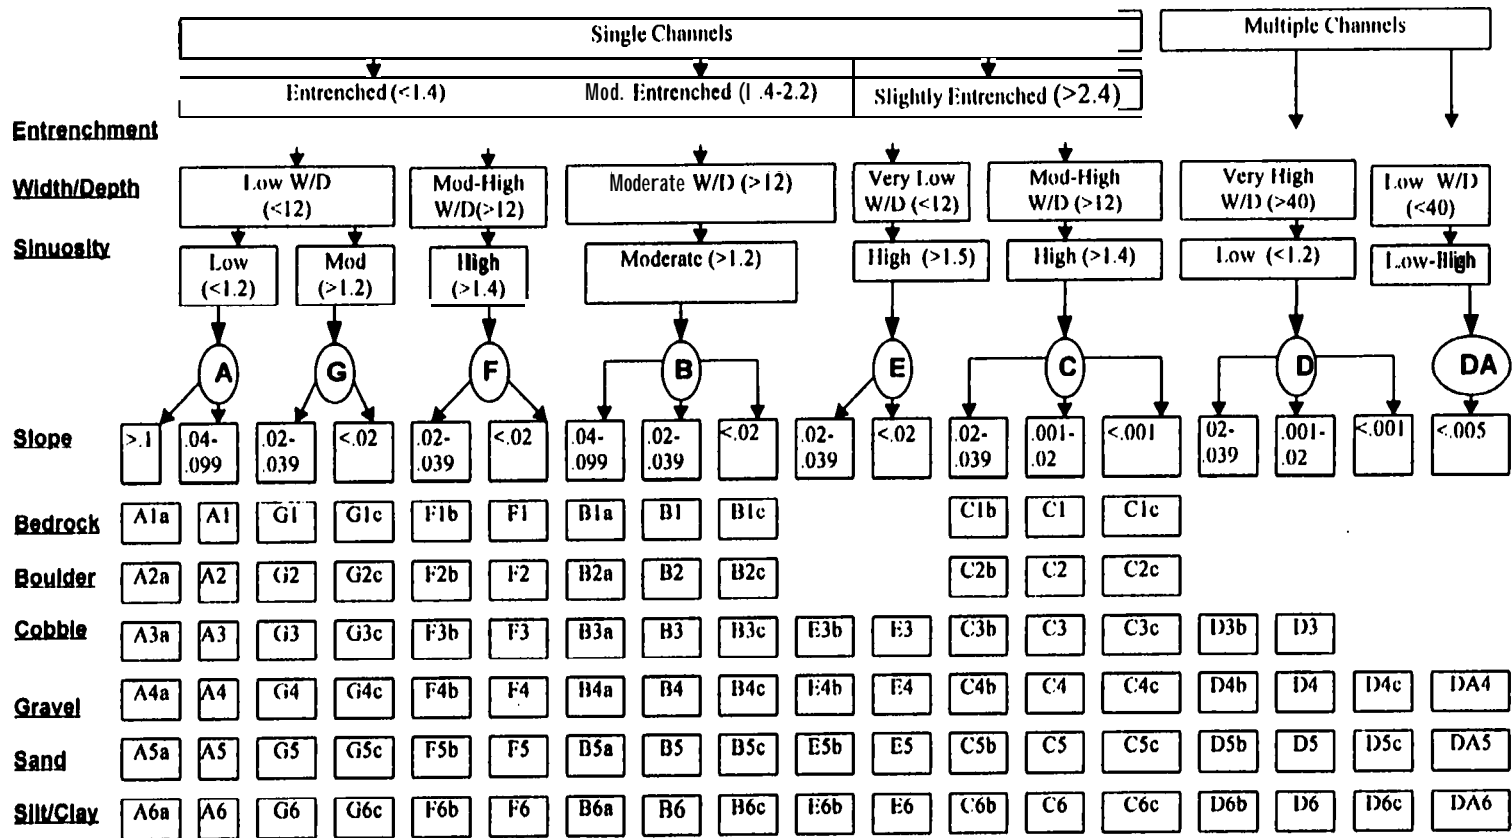 Single Channels
Multiple Channels
Entrenched (<1.4)
Mod. Entrenched (1.4-2.2)
Slightly Entrenched (>2.4)
Entrenchment
Width/Depth
Low W/D
(<12)
Mod-High
W/D(>12)
Moderate W/D (>12)
Very Low
W/D (<12)
Mod-High
W/D (>12)
Very High
W/D (>40)
Low W/D
(<40)
Sinuosity
Low
(<1.2)
Mod
(>1.2)
High
(>1.4)
Moderate (>1.2)
High (>1.5)
High (>1.4)
Low (<1.2)
Low-High
A G F B E C D DA
Slope
>.1
.04-
.099
.02-
.039
<.02
.02-
.039
<.02
.04-
.099
.02-
.039
<.02
.02-
.039
<.02
.02-
.039
.001-
.02
<.001
02-
.039
.001-
.02
<.001
<.005
Bedrock A1a A1 G1 G1c F1b F1 B1a B1 B1c C1b C1 C1c
Boulder A2a A2 G2 G2c F2b F2 B2a B2 B2c C2b C2 C2c
Cobble A3a A3 G3 G3c F3b F3 B3a B3 B3c E3b E3 C3b C3 C3c D3b D3
Gravel A4a A4 G4 G4c F4b F4 B4a B4 B4c E4b E4 C4b C4 C4c D4b D4 D4c DA4
Sand A5a A5 G5 G5c F5b F5 B5a B5 B5c E5b E5 C5b C5 C5c D5b D5 D5c DA5
Silt/Clay A6a A6 G6 G6c F6b F6 B6a B6 B6c E6b E6 C6b C6 C6c D6b D6 D6c DA6